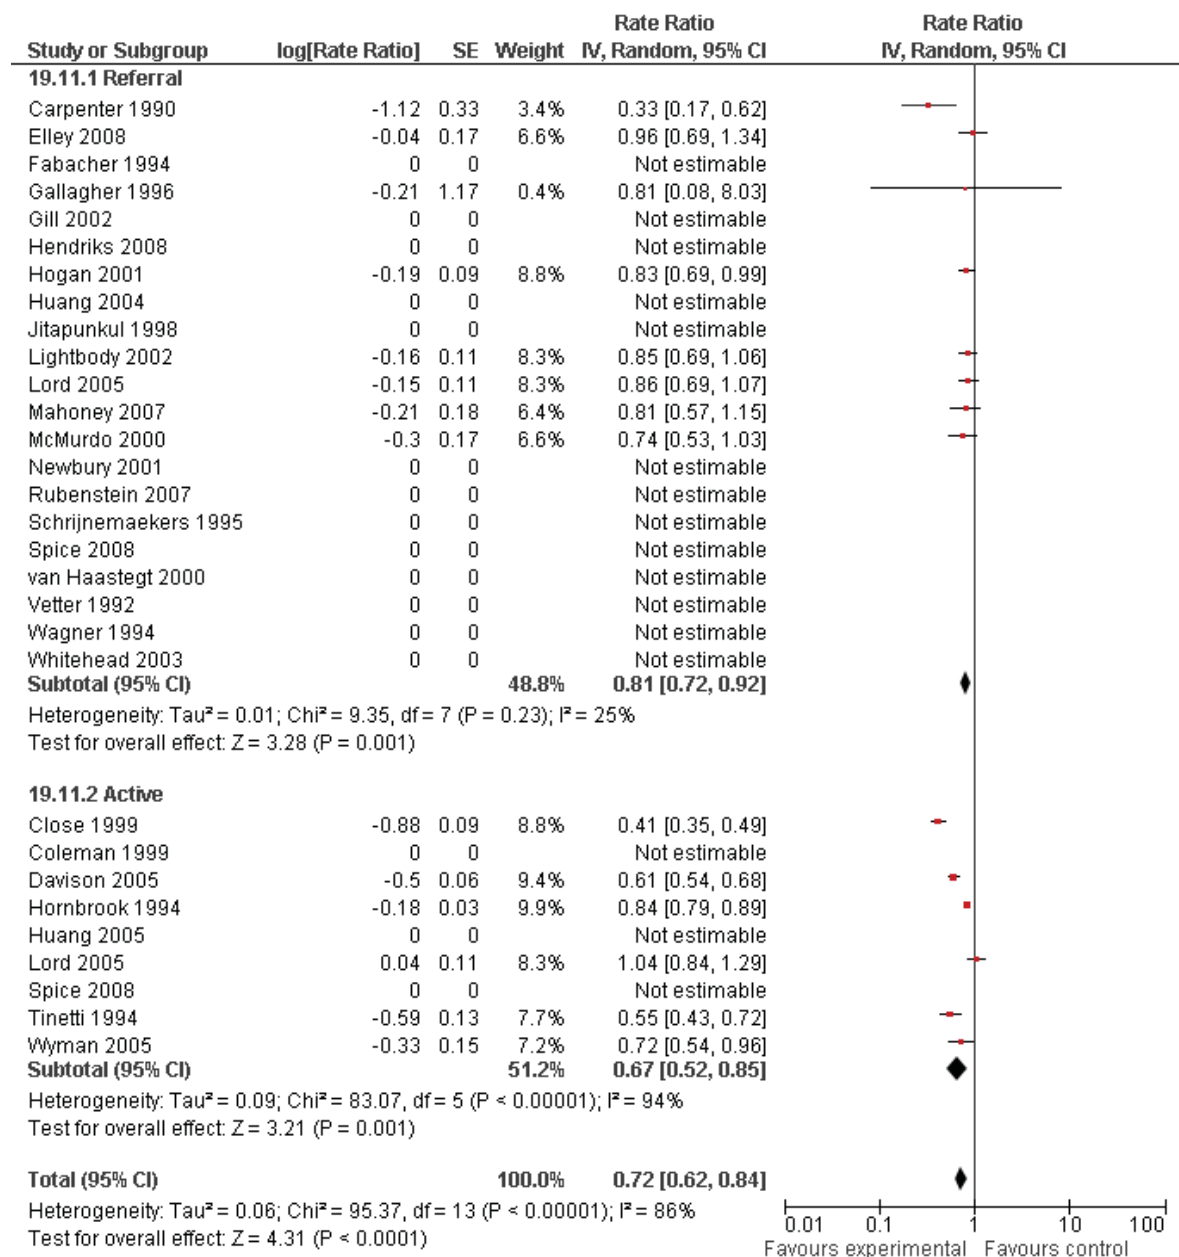 Rate Ratio Rate Ratio
Study or Subgroup log[Rate Ratio] SE Weight IV, Random, 95% CI IV, Random, 95% CI
19.11.1 Referral
Carpenter 1990 -1.12 0.33 3.4% 0.33 [0.17, 0.62]
Elley 2008 -0.04 0.17 6.6% 0.96 [0.69, 1.34]
Fabacher 1994 0 0 Not estimable
Gallagher 1996 -0.21 1.17 0.4% 0.81 [0.08, 8.03]
Gill 2002 0 0 Not estimable
Hendriks 2008 0 0 Not estimable
Hogan 2001 -0.19 0.09 8.8% 0.83 [0.69, 0.99]
Huang 2004 0 0 Not estimable
Jitapunkul 1998 0 0 Not estimable
Lightbody 2002 -0.16 0.11 8.3% 0.85 [0.69, 1.06]
Lord 2005 -0.15 0.11 8.3% 0.86 [0.69, 1.07]
Mahoney 2007 -0.21 0.18 6.4% 0.81 [0.57, 1.15]
McMurdo 2000 -0.3 0.17 6.6% 0.74 [0.53, 1.03]
Newbury 2001 0 0 Not estimable
Rubenstein 2007 0 0 Not estimable
Schrijnemaekers 1995 0 0 Not estimable
Spice 2008 0 0 Not estimable
van Haastegt 2000 0 0 Not estimable
Vetter 1992 0 0 Not estimable
Wagner 1994 0 0 Not estimable
Whitehead 2003 0 0 Not estimable
Subtotal (95% CI) 48.8% 0.81 [0.72, 0.92]
Heterogeneity: Tau² = 0.01; Chi² = 9.35, df = 7 (P = 0.23); I² = 25%
Test for overall effect: Z = 3.28 (P = 0.001)
19.11.2 Active
Close 1999 -0.88 0.09 8.8% 0.41 [0.35, 0.49]
Coleman 1999 0 0 Not estimable
Davison 2005 -0.5 0.06 9.4% 0.61 [0.54, 0.68]
Hornbrook 1994 -0.18 0.03 9.9% 0.84 [0.79, 0.89]
Huang 2005 0 0 Not estimable
Lord 2005 0.04 0.11 8.3% 1.04 [0.84, 1.29]
Spice 2008 0 0 Not estimable
Tinetti 1994 -0.59 0.13 7.7% 0.55 [0.43, 0.72]
Wyman 2005 -0.33 0.15 7.2% 0.72 [0.54, 0.96]
Subtotal (95% CI) 51.2% 0.67 [0.52, 0.85]
Heterogeneity: Tau² = 0.09; Chi² = 83.07, df = 5 (P < 0.00001); I² = 94%
Test for overall effect: Z = 3.21 (P = 0.001)
Total (95% CI) 100.0% 0.72 [0.62, 0.84]
Heterogeneity: Tau² = 0.06; Chi² = 95.37, df = 13 (P < 0.00001); I² = 86%
Test for overall effect: Z = 4.31 (P < 0.0001)
0.01 0.1 1 10 100
Favours experimental Favours control